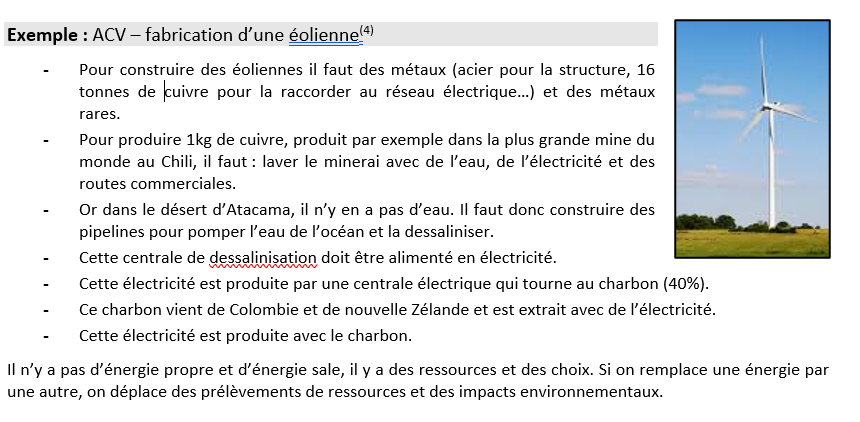 Exemple : ACV – fabrication d’une éolienne(4)
- Pour construire des éoliennes il faut des métaux (acier pour la structure, 16
tonnes de cuivre pour la raccorder au réseau électrique…) et des métaux
rares.
- Pour produire 1kg de cuivre, produit par exemple dans la plus grande mine du
monde au Chili, il faut : laver le minerai avec de l’eau, de l’électricité et des
routes commerciales.
- Or dans le désert d’Atacama, il n’y en a pas d’eau. Il faut donc construire des
pipelines pour pomper l’eau de l’océan et la dessaliniser.
- Cette centrale de dessalinisation doit être alimenté en électricité.
- Cette électricité est produite par une centrale électrique qui tourne au charbon (40%).
- Ce charbon vient de Colombie et de nouvelle Zélande et est extrait avec de l’électricité.
- Cette électricité est produite avec le charbon.
Il n’y a pas d’énergie propre et d’énergie sale, il y a des ressources et des choix. Si on remplace une énergie par
une autre, on déplace des prélèvements de ressources et des impacts environnementaux.